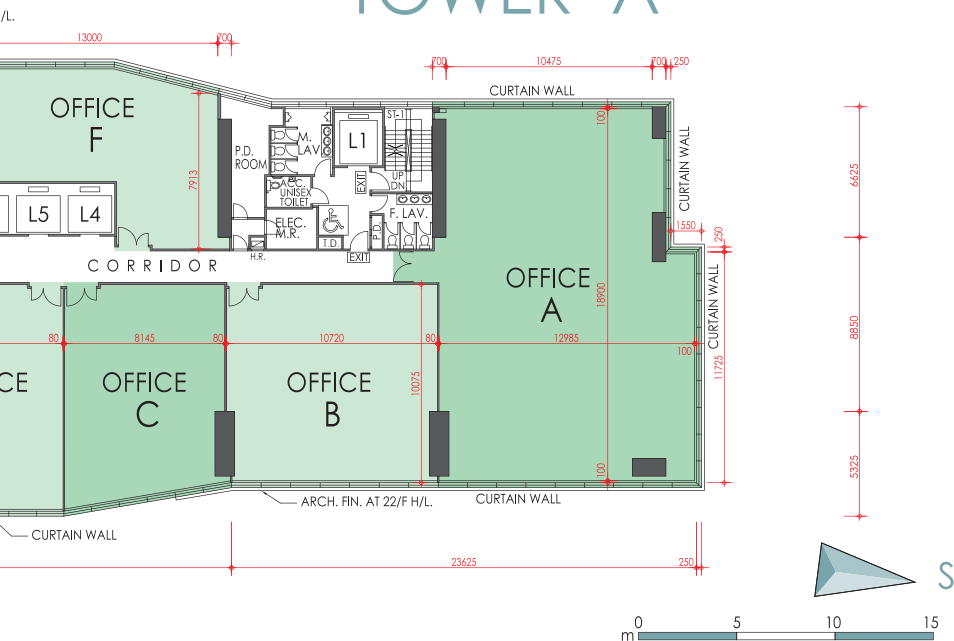 TOWER A
/L.
13000
700
700
10475
700
250
CURTAIN WALL
OFFICE
F
7913
P.D.
ROOM
M.
LAV.
L1
ST-1
UP
DN
EXIT
ACC.
UNISEX
TOILET
F. LAV.
P.D.
ELEC.
M.R.
T.D.
H.R.
EXIT
L5
L4
CORRIDOR
100
CURTAIN WALL
1550
250
6625
OFFICE
A
18900
CURTAIN WALL
8850
80
8145
80
10720
80
12985
100
11725
CE
OFFICE
C
OFFICE
B
10075
100
5325
ARCH. FIN. AT 22/F H/L.
CURTAIN WALL
CURTAIN WALL
23625
250
S
0
5
10
15
m